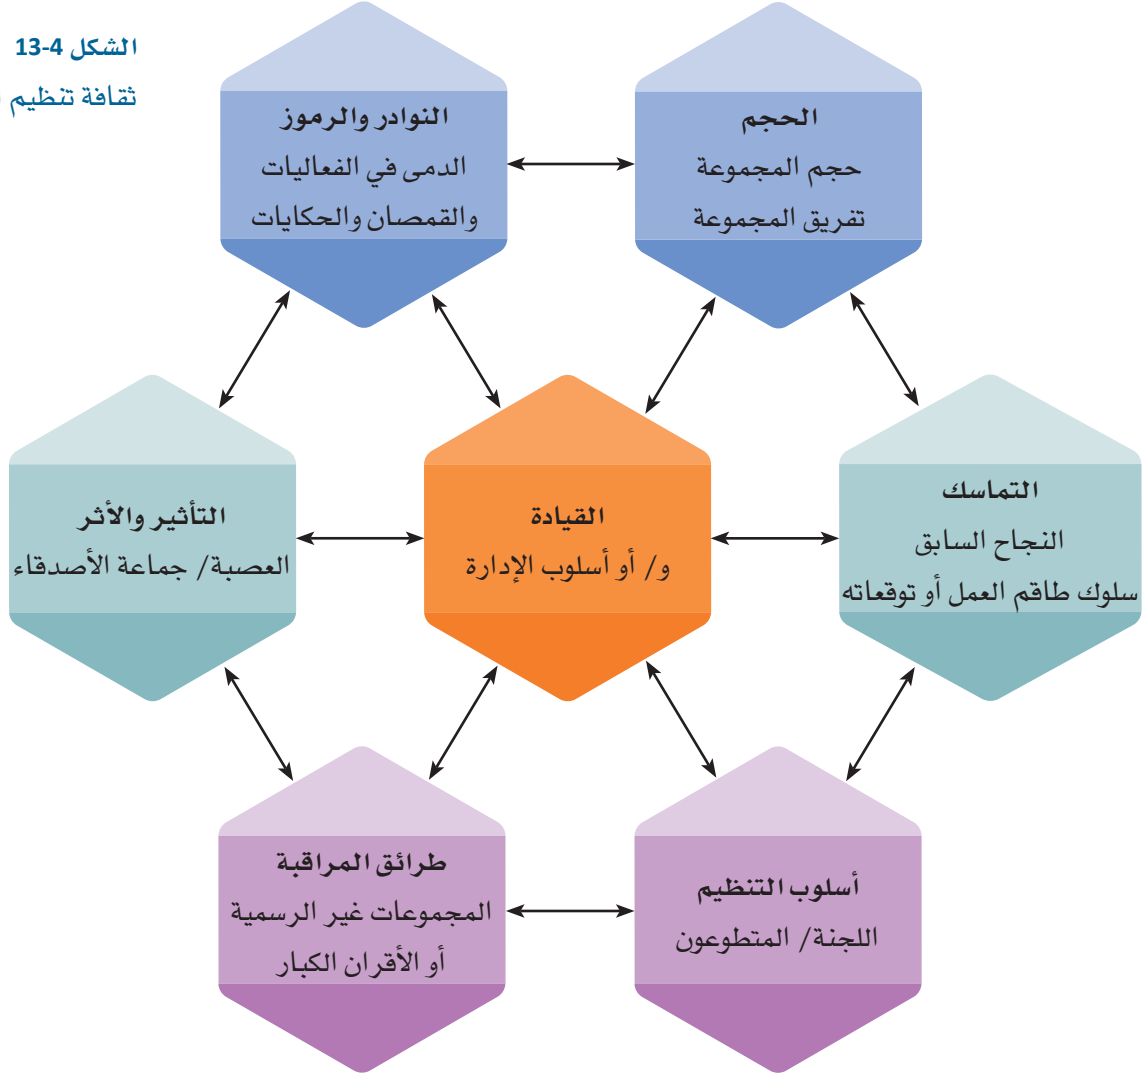 الشكل 4-13
ثقافة تنظيم
النوادر والرموز
الدمى في الفعاليات
والقمصان والحكايات
الحجم
حجم المجموعة
تفريق المجموعة
التأثير والأثر
العصبة/ جماعة الأصدقاء
القيادة
و/ أو أسلوب الإدارة
التماسك
النجاح السابق
سلوك طاقم العمل أو توقعاته
طرائق المراقبة
المجموعات غير الرسمية
أو الأقران الكبار
أسلوب التنظيم
اللجنة/ المتطوعون